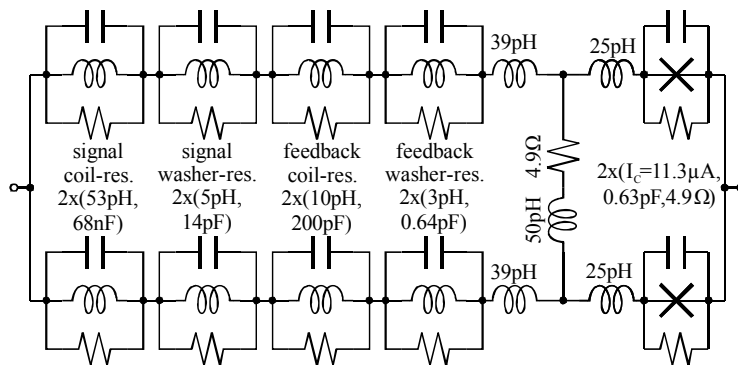 39pH
25pH
signal
coil-res.
2x(53pH,
68nF)
signal
washer-res.
2x(5pH,
14pF)
feedback
coil-res.
2x(10pH,
200pF)
feedback
washer-res.
2x(3pH,
0.64pF)
4.9Ω
50pH
2x(I_C=11.3µA,
0.63pF,4.9Ω)
39pH
25pH